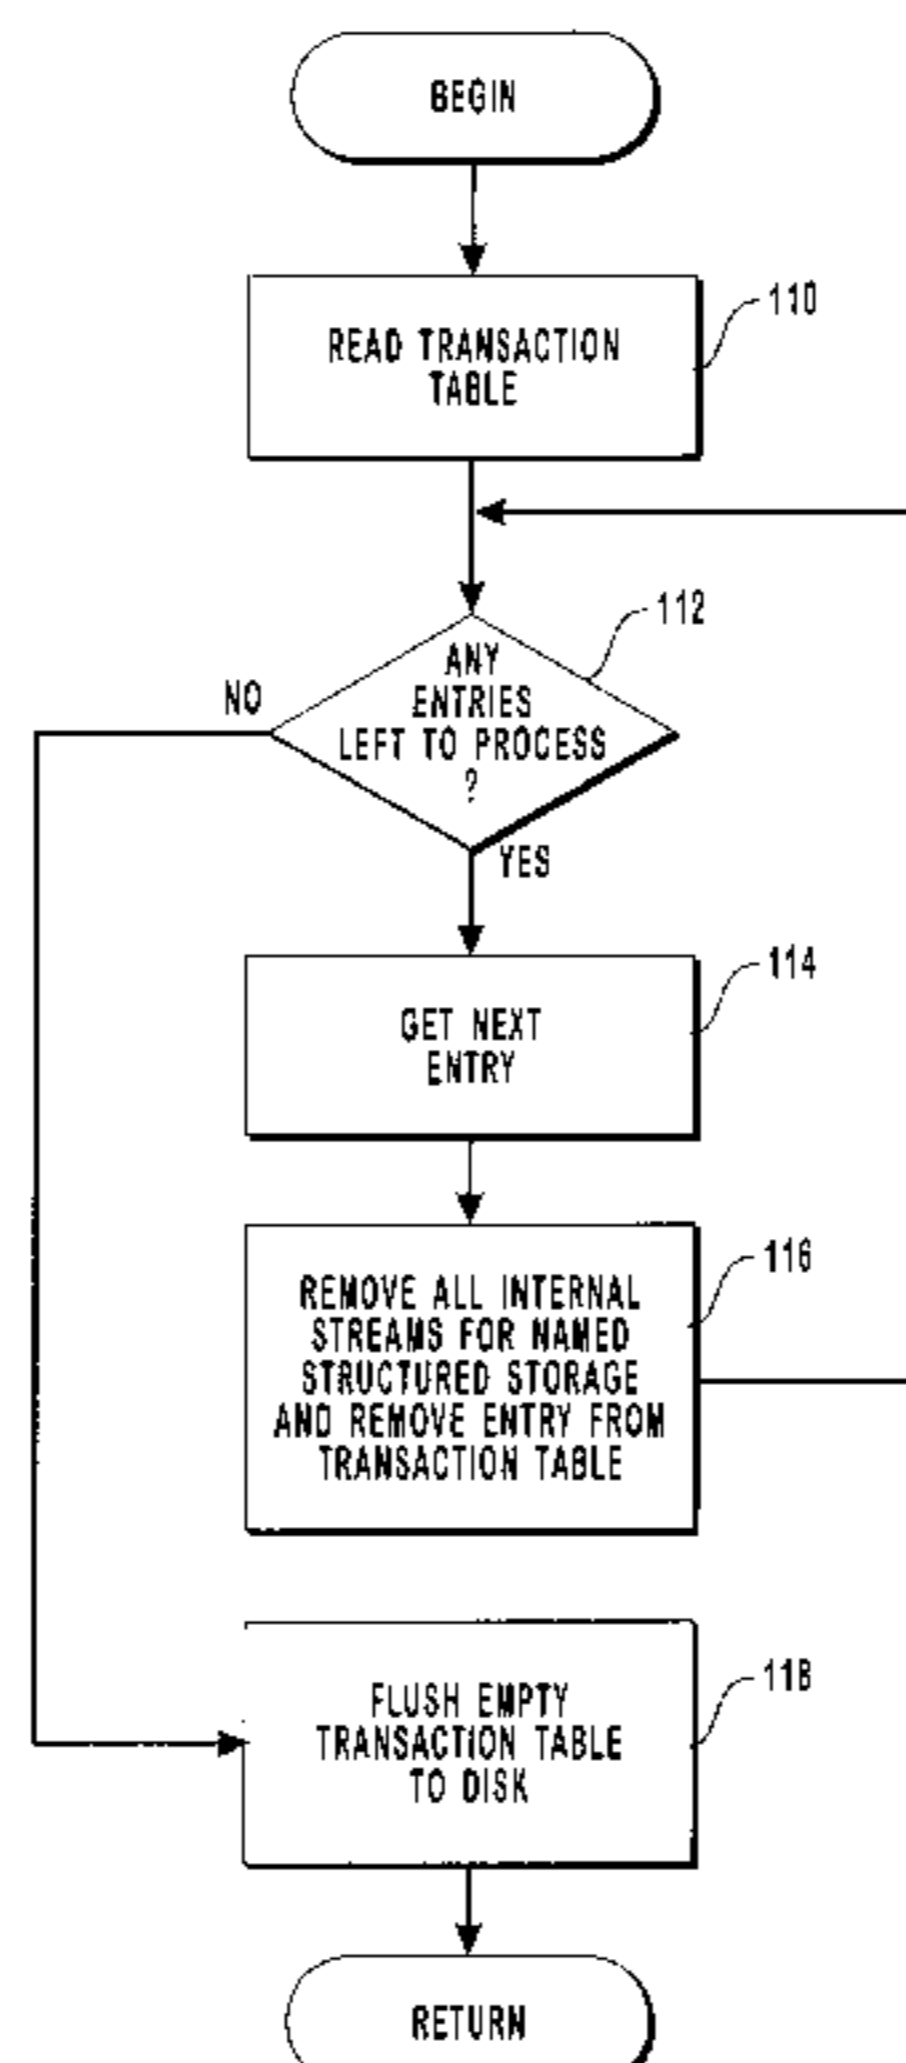 BEGIN
READ TRANSACTION
TABLE
110
112
ANY
ENTRIES
LEFT TO PROCESS
?
NO
YES
GET NEXT
ENTRY
114
REMOVE ALL INTERNAL
STREAMS FOR NAMED
STRUCTURED STORAGE
AND REMOVE ENTRY FROM
TRANSACTION TABLE
116
FLUSH EMPTY
TRANSACTION TABLE
TO DISK
118
RETURN